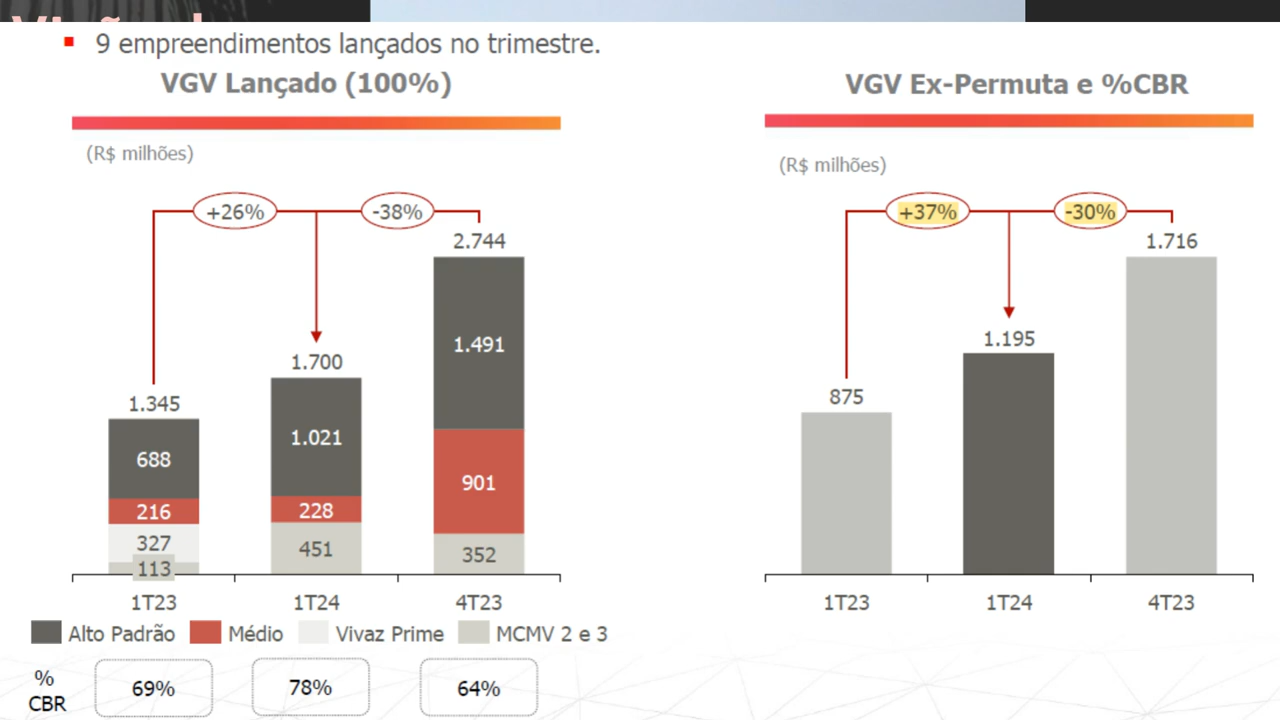 9 empreendimentos lançados no trimestre.
VGV Lançado (100%)
(R$ milhões)
+26%
-38%
2.744
1.491
1.700
1.345
1.021
688
901
216
228
327
451
352
113
1T23
1T24
4T23
Alto Padrão
Médio
Vivaz Prime
MCMV 2 e 3
%
CBR
69%
78%
64%
VGV Ex-Permuta e %CBR
(R$ milhões)
+37%
-30%
1.716
1.195
875
1T23
1T24
4T23